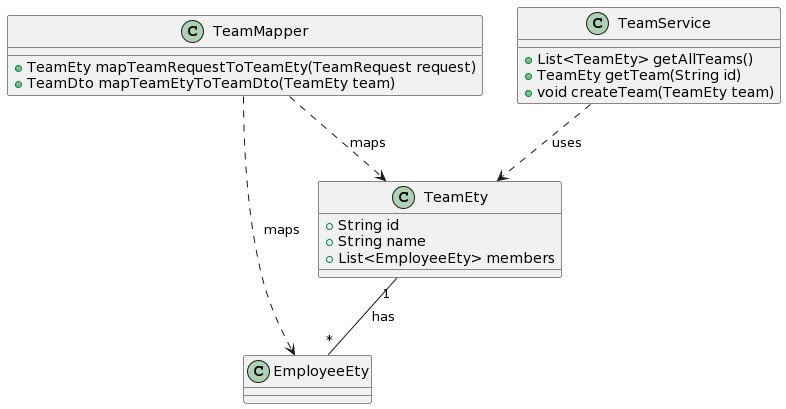 C TeamMapper
TeamEty mapTeamRequestToTeamEty(TeamRequest request)
TeamDto mapTeamEtyToTeamDto(TeamEty team)
C TeamService
List<TeamEty> getAllTeams()
TeamEty getTeam(String id)
void createTeam(TeamEty team)
maps
uses
C TeamEty
String id
String name
List<EmployeeEty> members
maps
1
has
*
C EmployeeEty